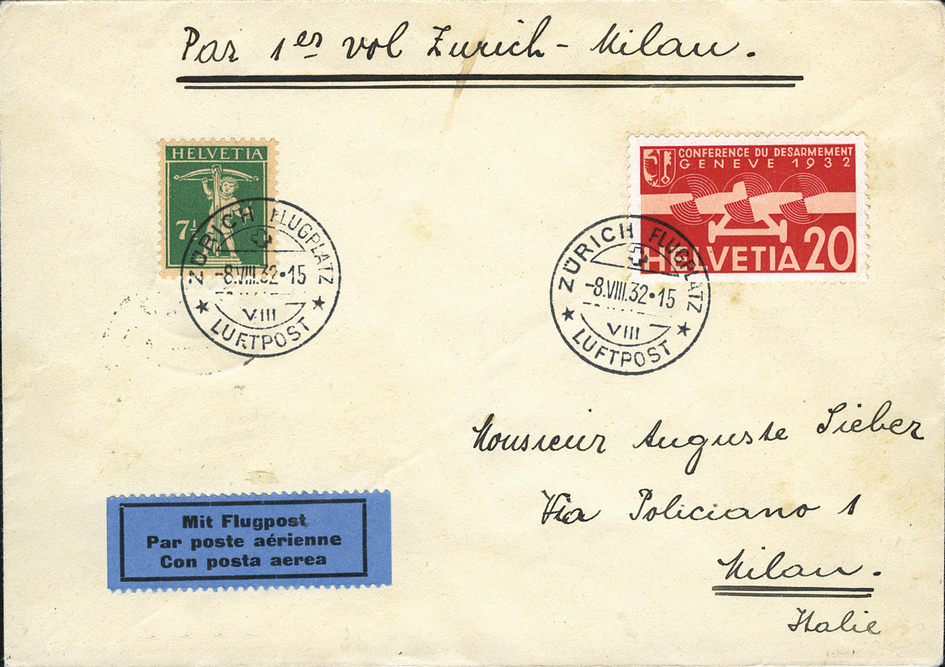 Par 1er vol Zurich - Milan.
HELVETIA
7½
CONFERENCE DU DESARMEMENT
GENEVE 1932
HELVETIA 20
ZÜRICH FLUGPLATZ
-8.VIII.32•15
VIII
LUFTPOST
ZÜRICH FLUGPLATZ
-8.VIII.32•15
VIII
LUFTPOST
Monsieur Auguste Sieber
Via Policiano 1
Milan.
Italie
Mit Flugpost
Par poste aérienne
Con posta aerea